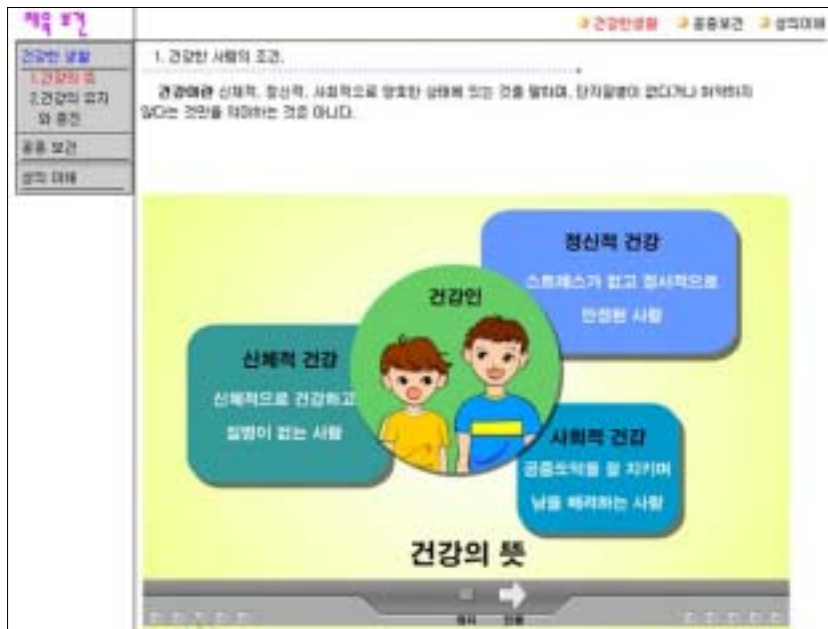 체육 보건
건강한생활 공중보건 성의이해
건강한 생활
1.건강의 뜻
2.건강의 유지
와 증진
공중 보건
성의 이해
1. 건강한 사람의 조건.
건강이란 신체적, 정신적, 사회적으로 양호한 상태에 있는 것을 말하며, 단지질병이 없다거나 허약하지
않다는 것만을 의미하는 것은 아니다.
정신적 건강
스트레스가 없고 정서적으로
안정된 사람
건강인
신체적 건강
신체적으로 건강하고
질병이 없는 사람
사회적 건강
공중도덕을 잘 지키며
남을 배려하는 사람
건강의 뜻